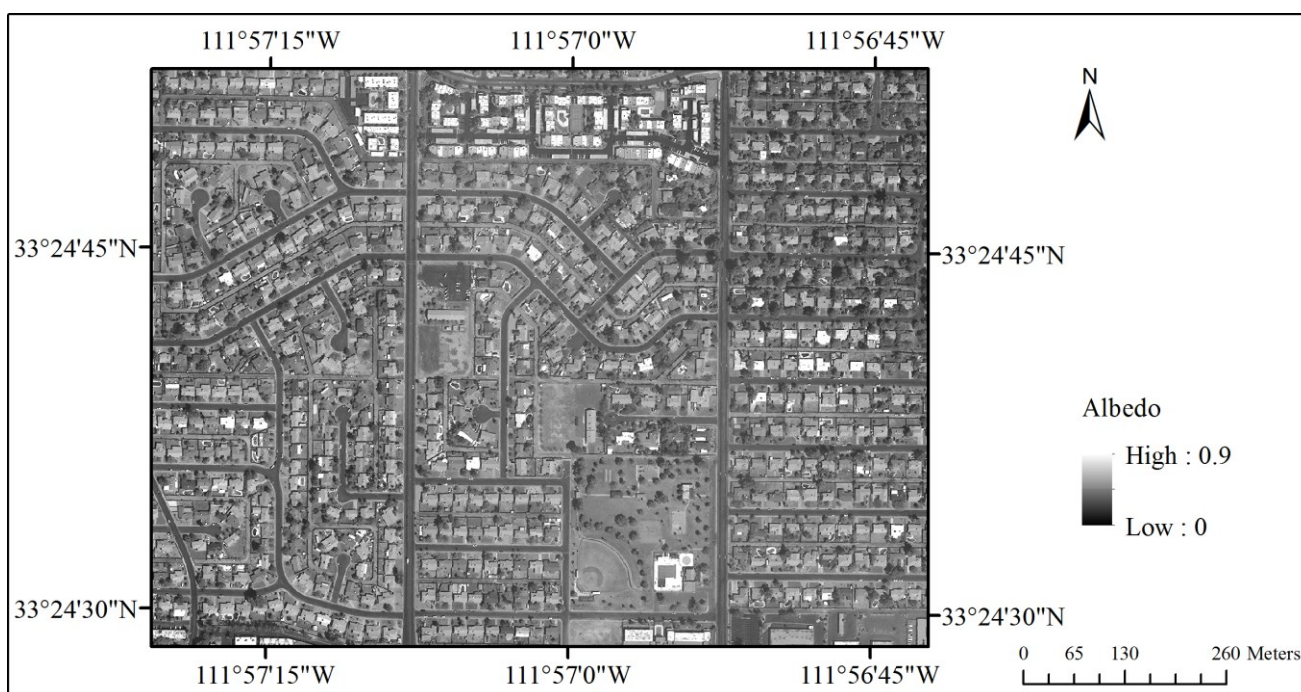 111°57'15"W 111°57'0"W 111°56'45"W
N
33°24'45"N 33°24'45"N
Albedo
High : 0.9
Low : 0
33°24'30"N 33°24'30"N
111°57'15"W 111°57'0"W 111°56'45"W
0 65 130 260 Meters